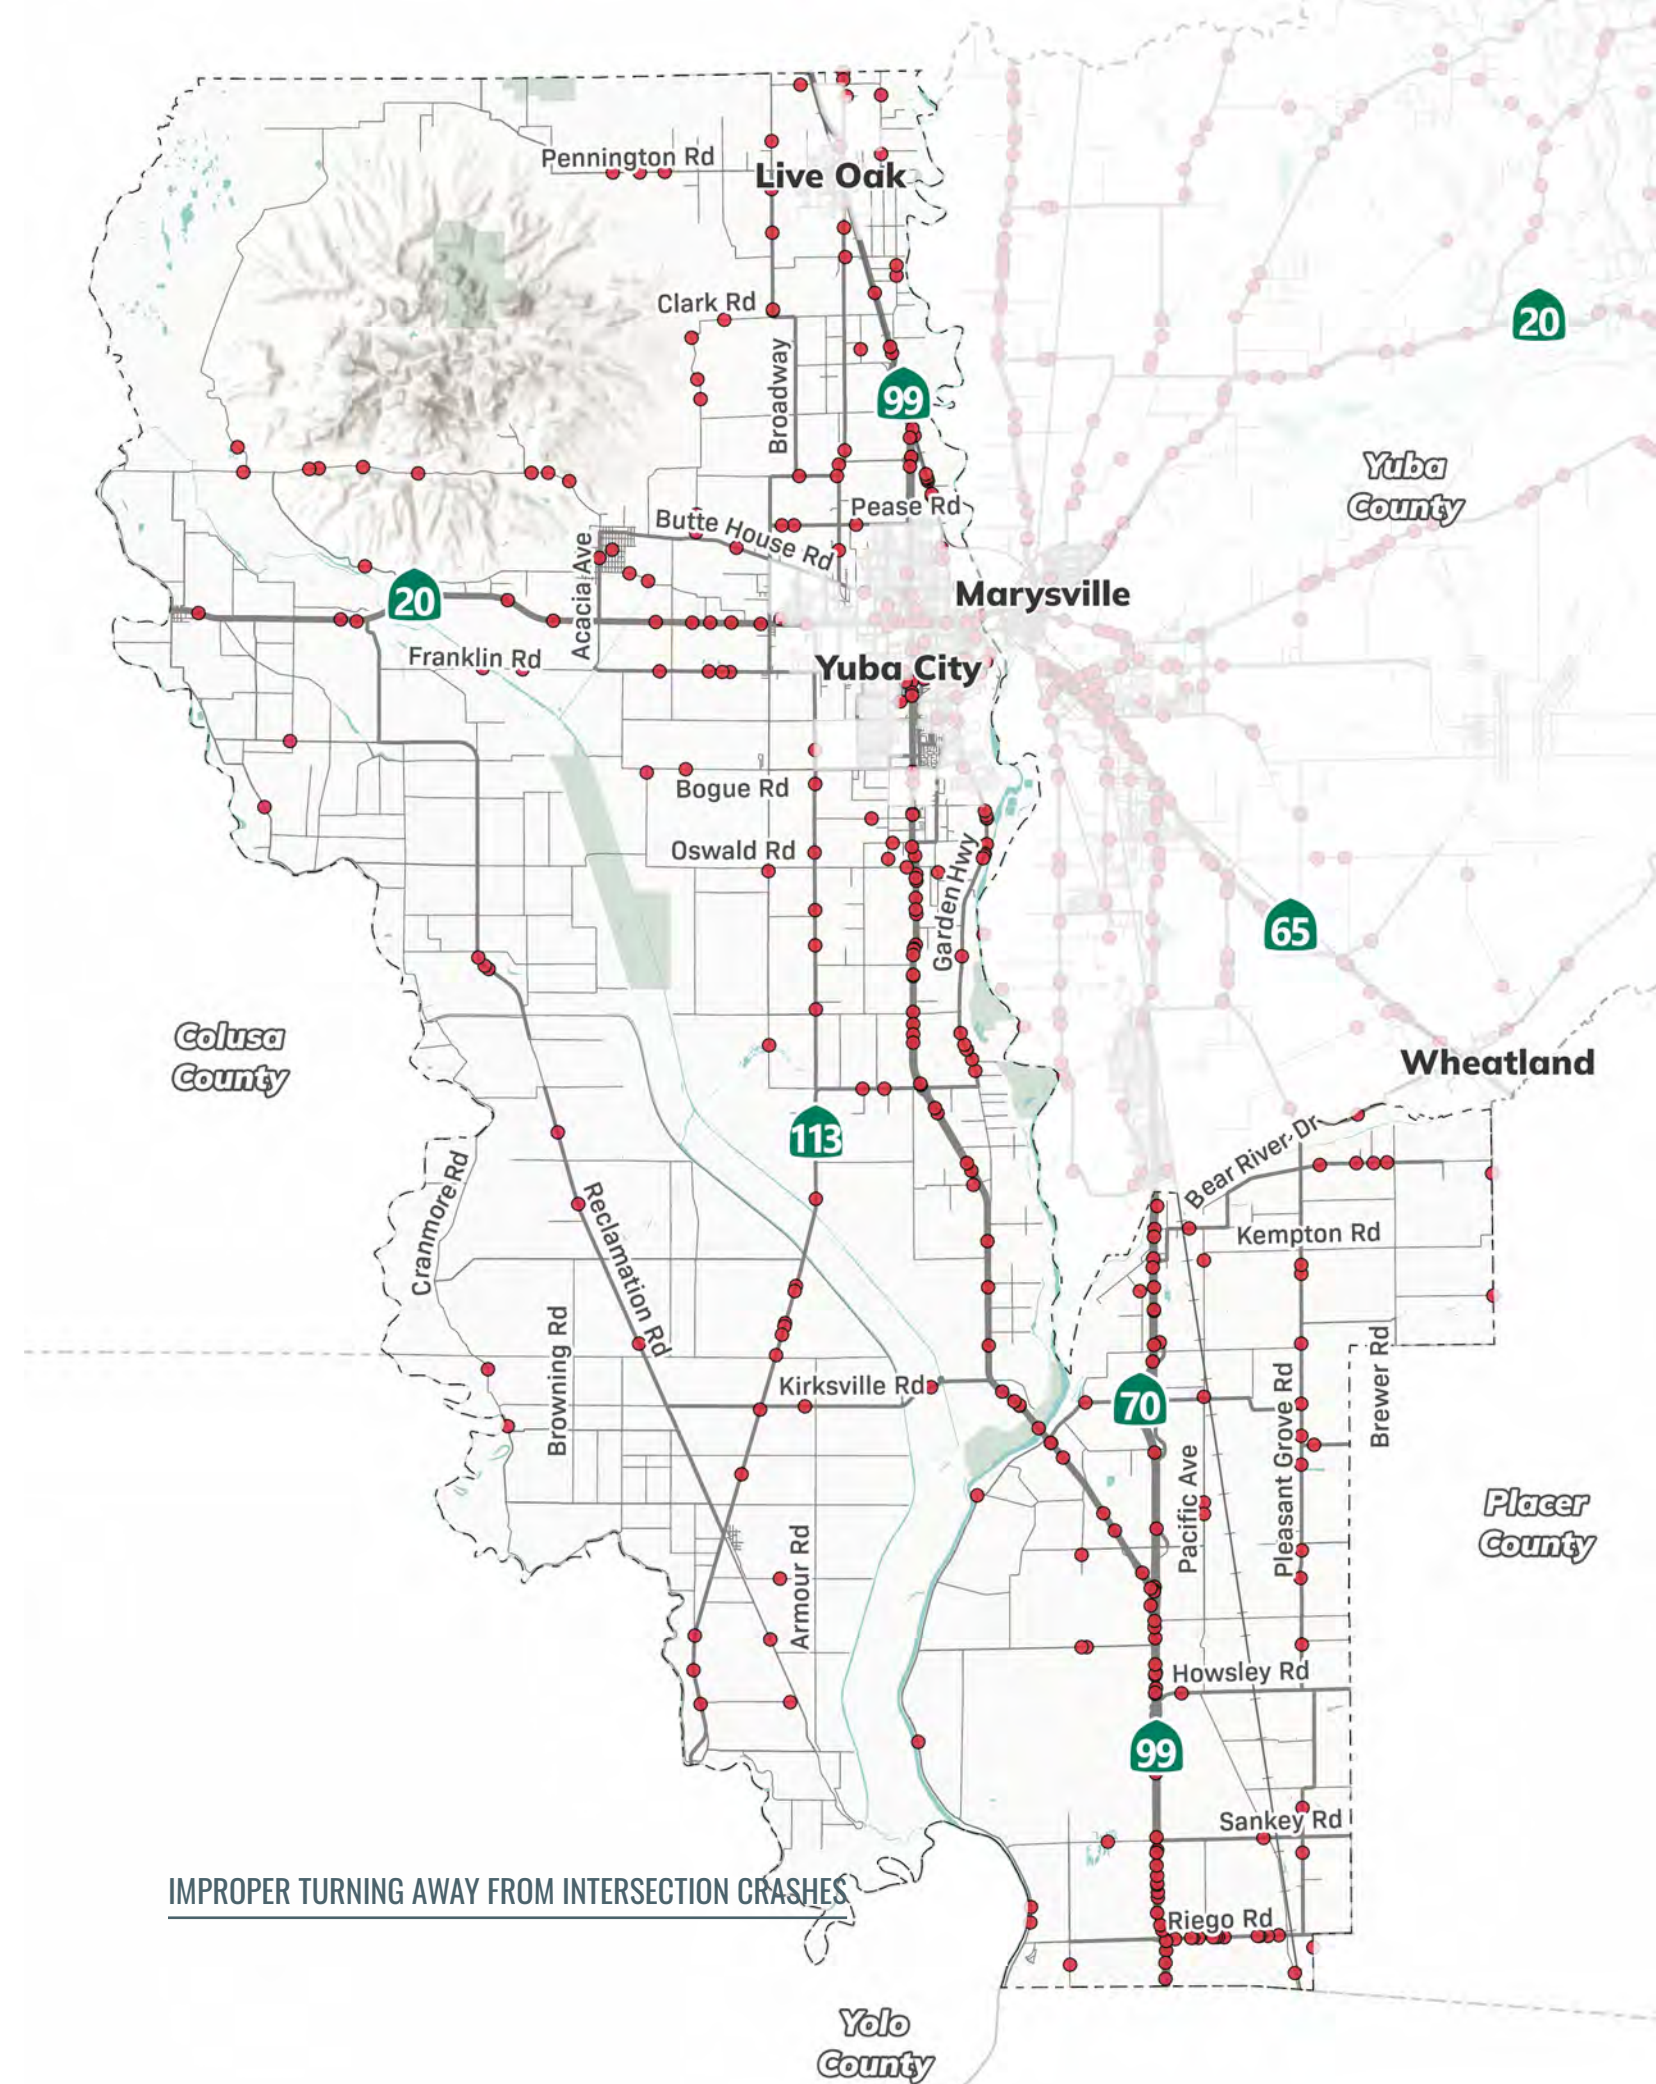 Pennington Rd
Live Oak
Clark Rd
20
Broadway
99
Yuba
County
Pease Rd
Butte House Rd
Acacia Ave
20
Marysville
Franklin Rd
Yuba City
Bogue Rd
Oswald Rd
Garden Hwy
65
Colusa
County
Wheatland
113
Bear River Dr
Cranmore Rd
Reclamation Rd
Kempton Rd
Browning Rd
Kirksville Rd
70
Pleasant Grove Rd
Brewer Rd
Pacific Ave
Placer
County
Armour Rd
Howsley Rd
99
Sankey Rd
IMPROPER TURNING AWAY FROM INTERSECTION CRASHES
Riego Rd
Yolo
County